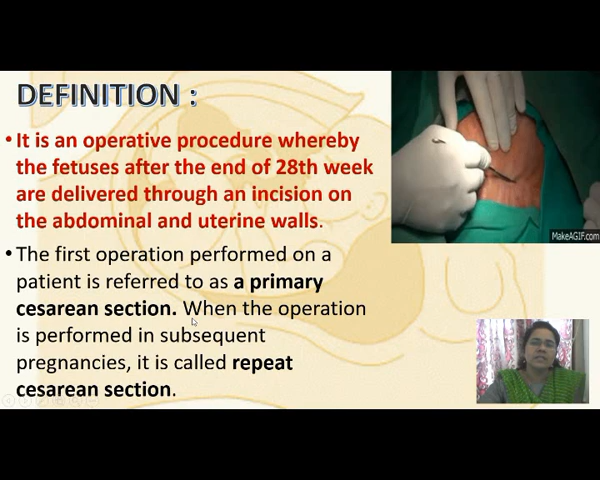 DEFINITION :
• It is an operative procedure whereby
the fetuses after the end of 28th week
are delivered through an incision on
the abdominal and uterine walls.
• The first operation performed on a
patient is referred to as a primary
cesarean section. When the operation
is performed in subsequent
pregnancies, it is called repeat
cesarean section.
MakeAGIF.com